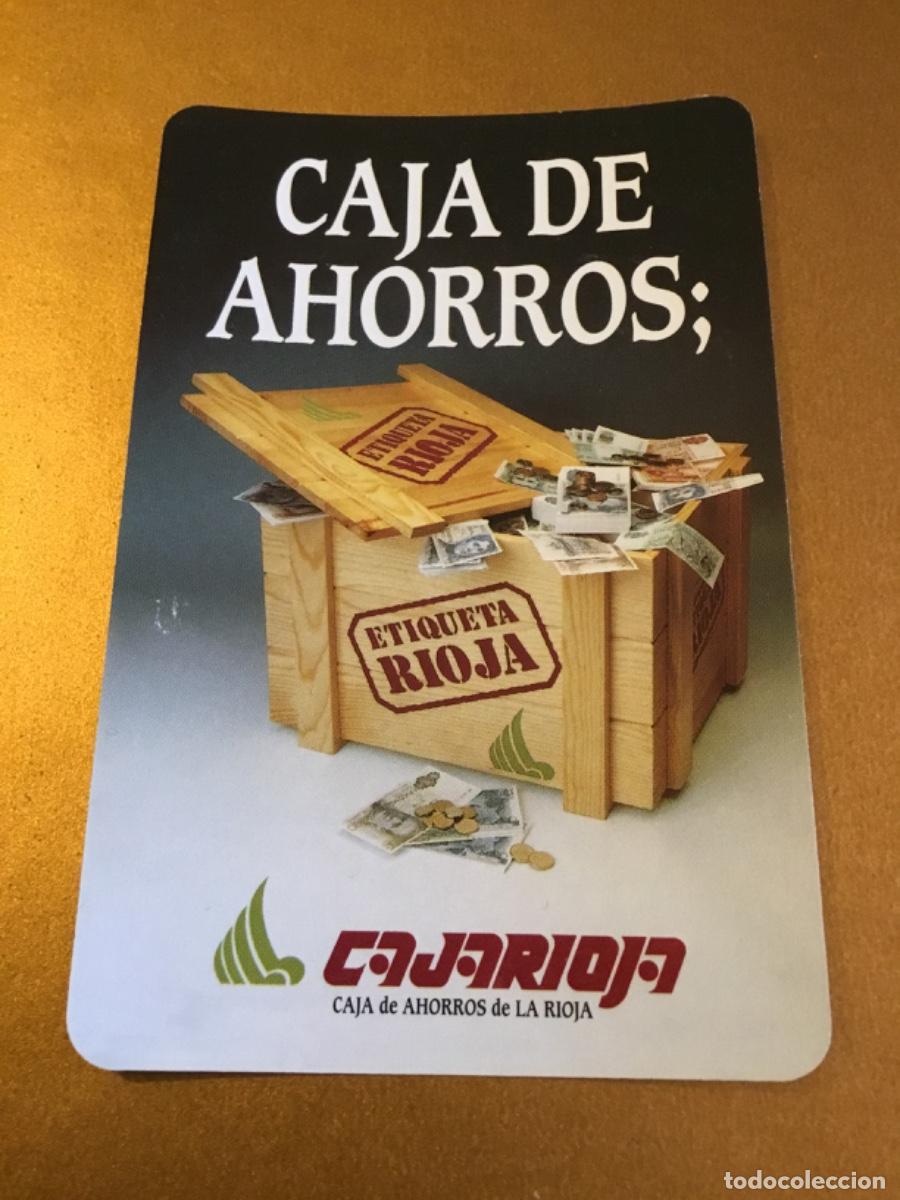 CAJA DE
AHORROS;
ETIQUETA
RIOJA
ETIQUETA
RIOJA
CAJARIOJA
CAJA de AHORROS de LA RIOJA
todocoleccion